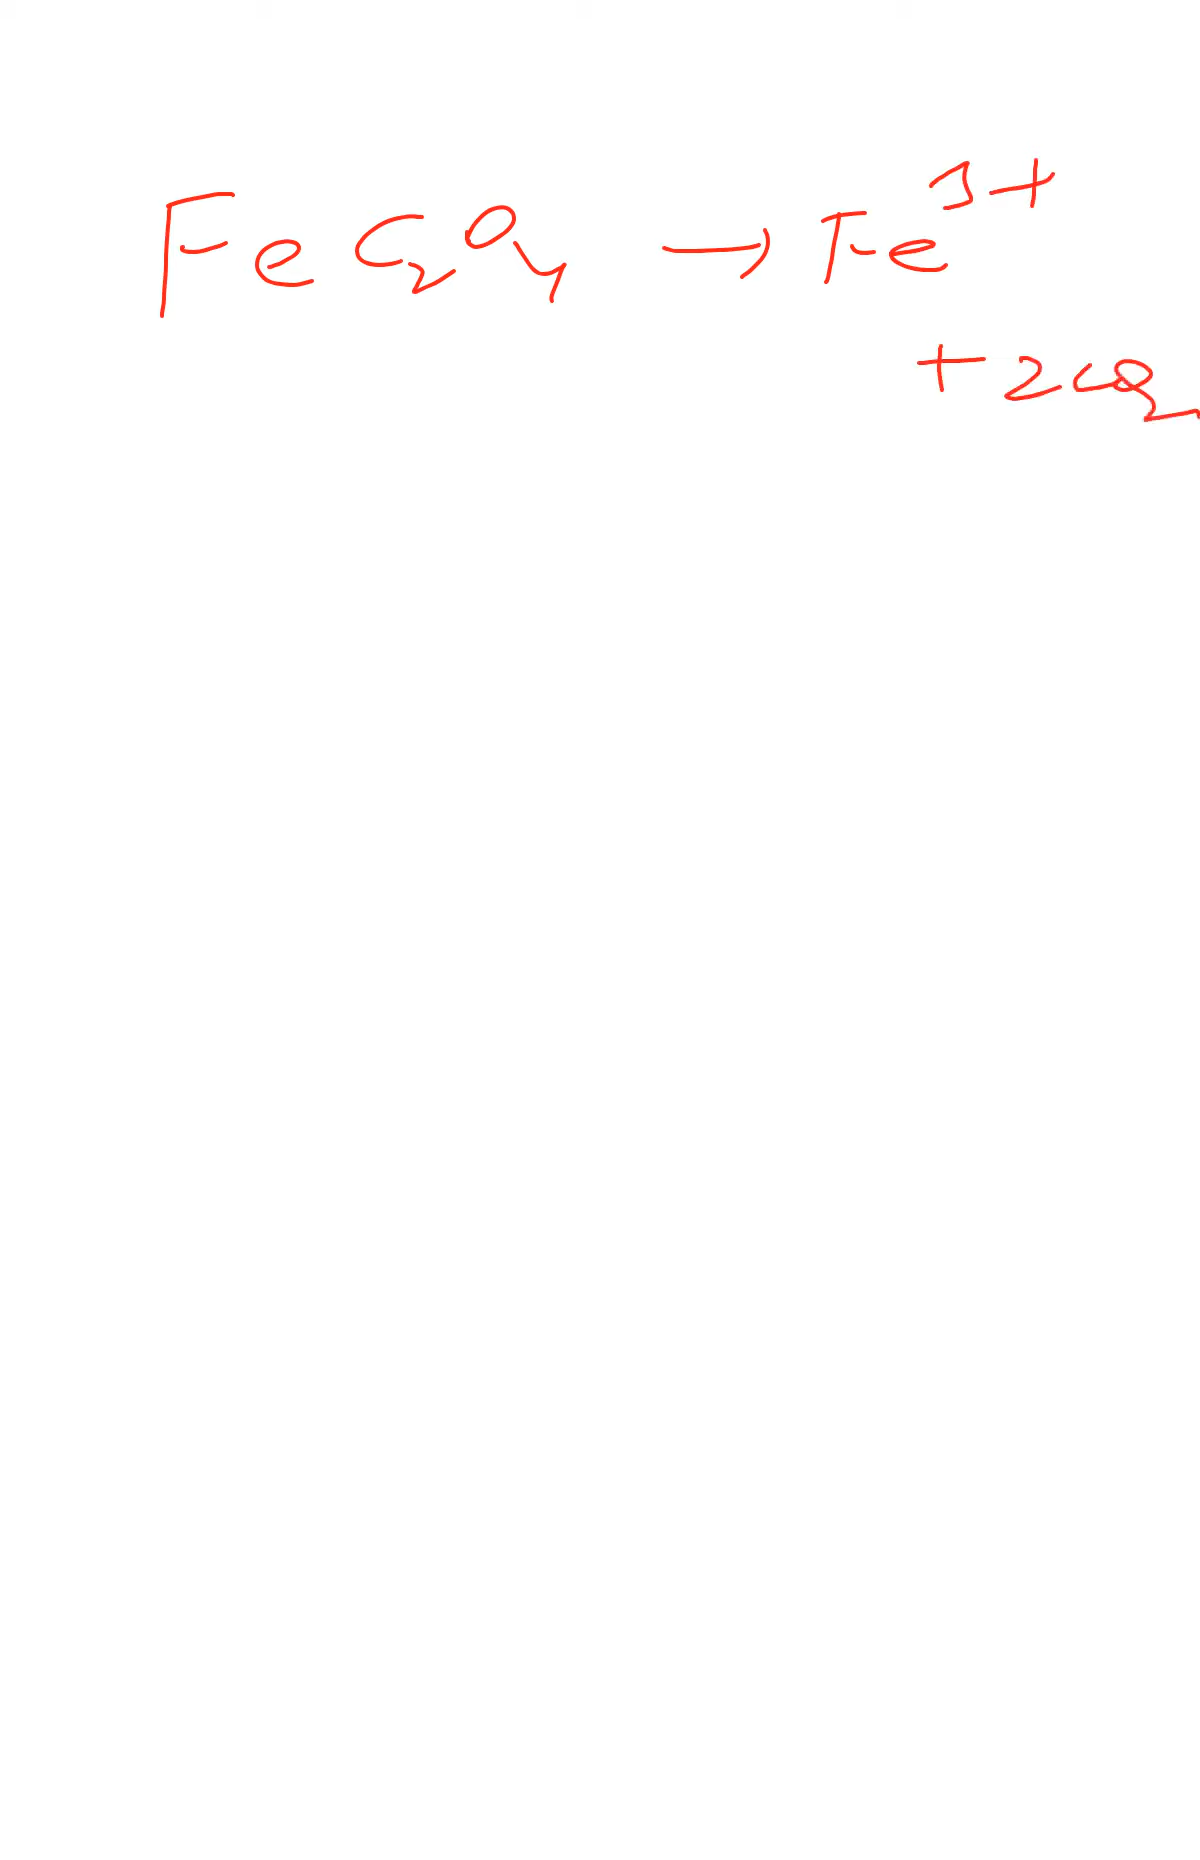 FeC₂O₄ → Fe³⁺
+ 2CO₂